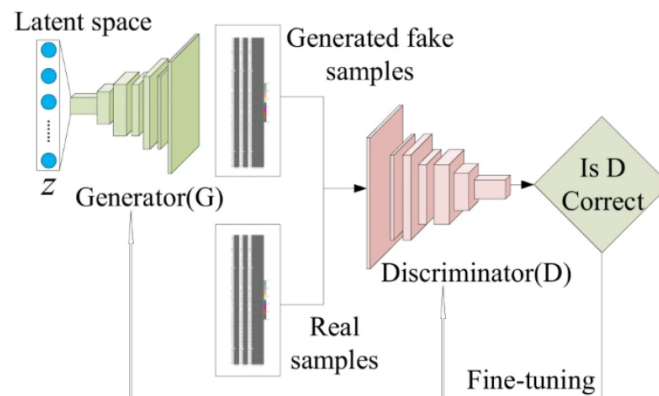 Latent space
z
Generator(G)
Generated fake
samples
Real
samples
Discriminator(D)
Is D
Correct
Fine-tuning